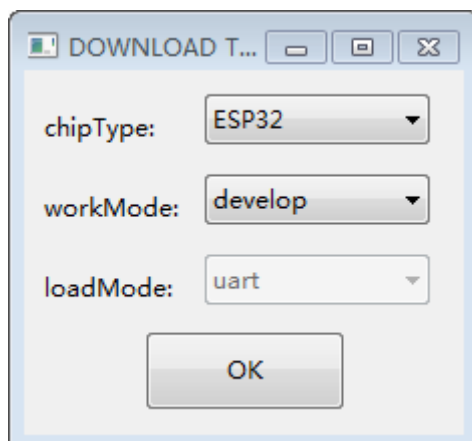 DOWNLOAD T...
chipType: ESP32
workMode: develop
loadMode: uart
OK